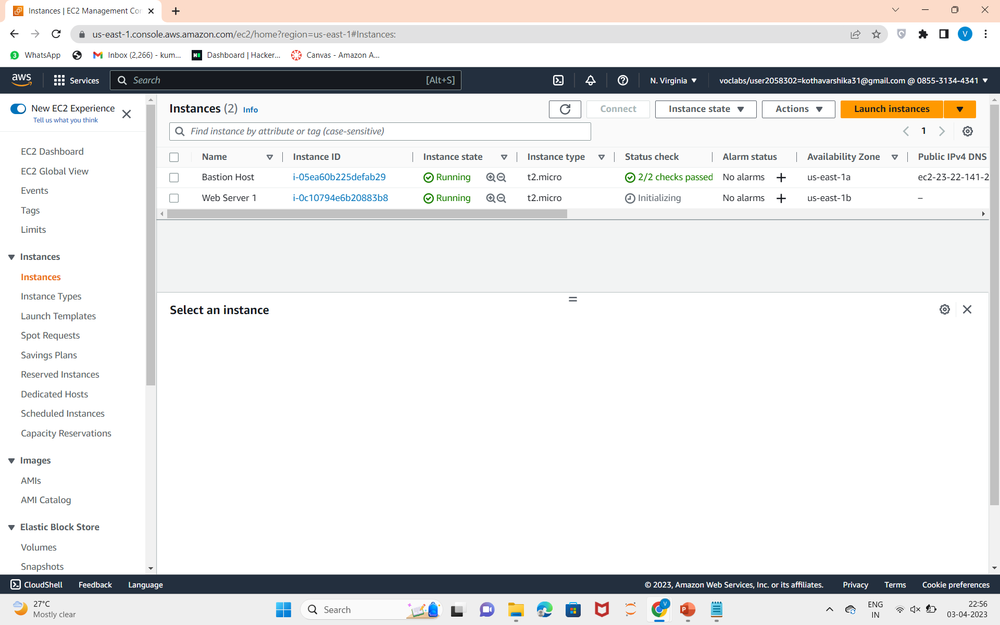 Instances | EC2 Management Con
us-east-1.console.aws.amazon.com/ec2/home?region=us-east-1#Instances:
V
3 WhatsApp
Inbox (2,266) - kum...
Dashboard | Hacker...
Canvas - Amazon A...
aws
Services
Search [Alt+S]
N. Virginia
voclabs/user2058302=kothavarshika31@gmail.com @ 0855-3134-4341
New EC2 Experience
Tell us what you think
EC2 Dashboard
EC2 Global View
Events
Tags
Limits
Instances
Instances
Instance Types
Launch Templates
Spot Requests
Savings Plans
Reserved Instances
Dedicated Hosts
Scheduled Instances
Capacity Reservations
Images
AMIs
AMI Catalog
Elastic Block Store
Volumes
Snapshots
Instances (2) Info
Connect
Instance state
Actions
Launch instances
Find instance by attribute or tag (case-sensitive)
1
Name Instance ID Instance state Instance type Status check Alarm status Availability Zone Public IPv4 DNS
Bastion Host i-05ea60b225defab29 Running t2.micro 2/2 checks passed No alarms us-east-1a ec2-23-22-141-2
Web Server 1 i-0c10794e6b20883b8 Running t2.micro Initializing No alarms us-east-1b –
Select an instance
CloudShell Feedback Language
© 2023, Amazon Web Services, Inc. or its affiliates. Privacy Terms Cookie preferences
27°C
Mostly clear
Search
V
P
ENG
IN
22:56
03-04-2023